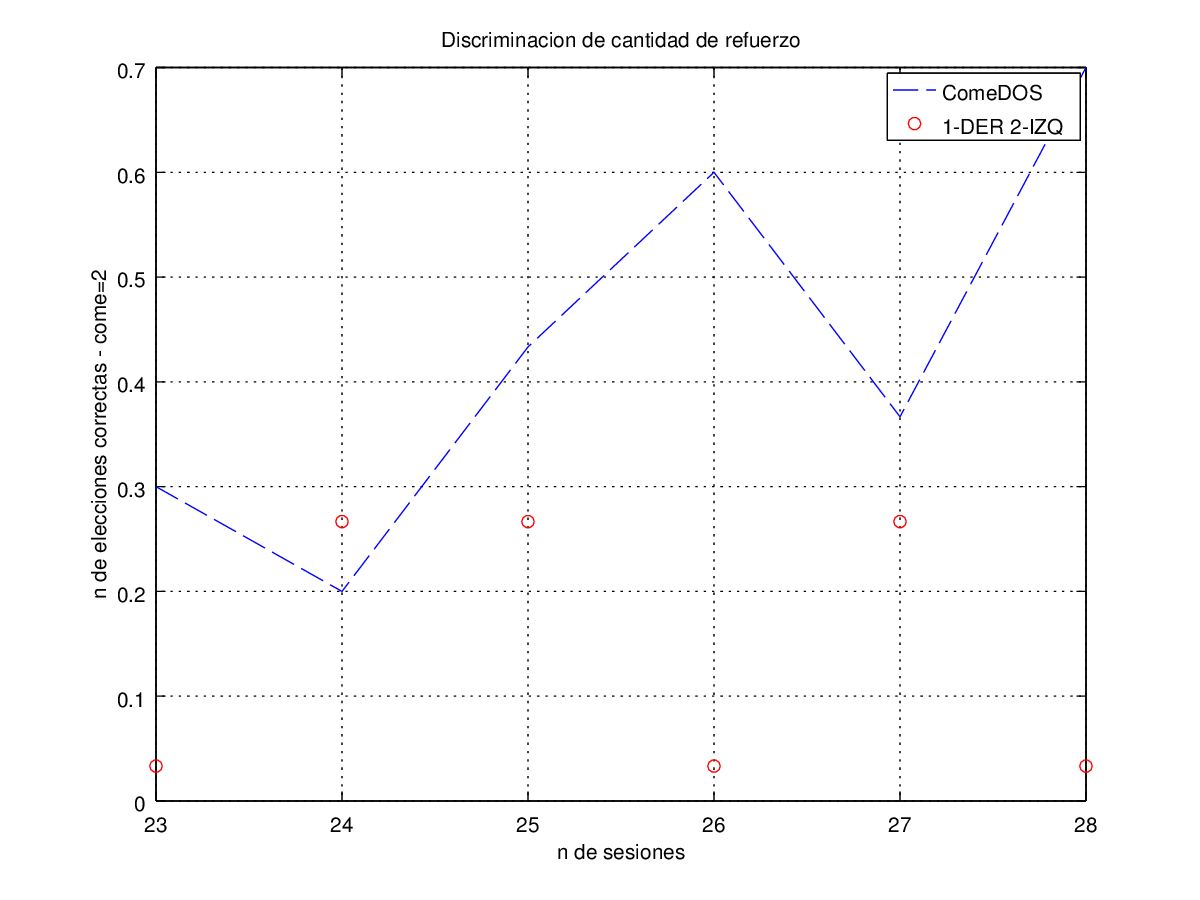 Discriminacion de cantidad de refuerzo
0.7
0.6
0.5
0.4
0.3
0.2
0.1
0
n de elecciones correctas - come=2
ComeDOS
1-DER 2-IZQ
23 24 25 26 27 28
n de sesiones